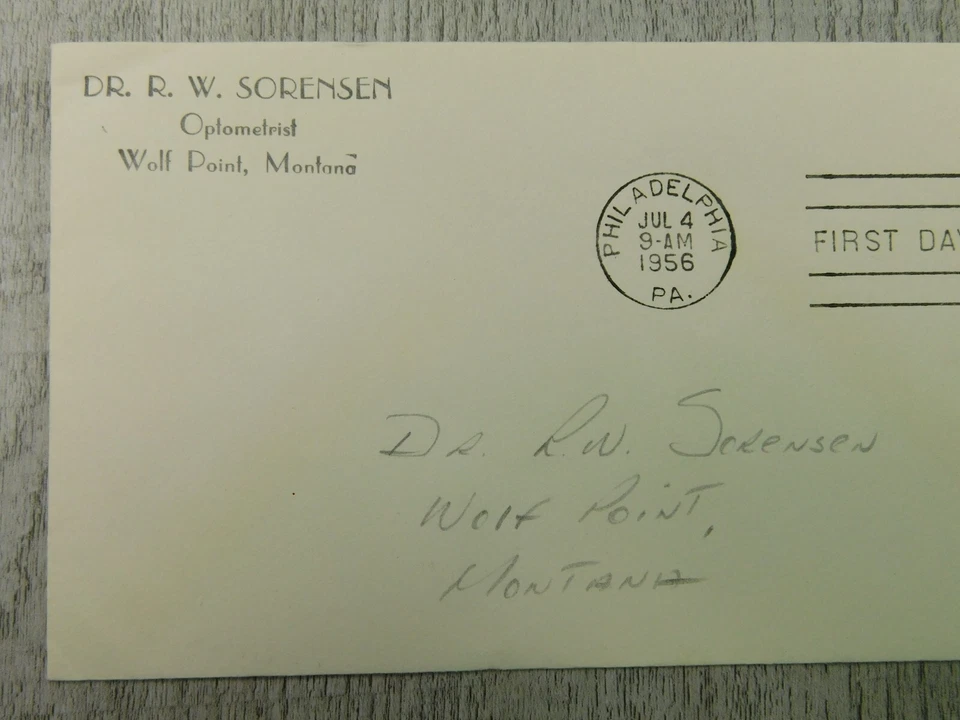 DR. R. W. SORENSEN
Optometrist
Wolf Point, Montana
PHILADELPHIA
JUL 4
9-AM
1956
PA.
FIRST DAY
Dr. R.W. Sorensen
Wolf Point,
Montana